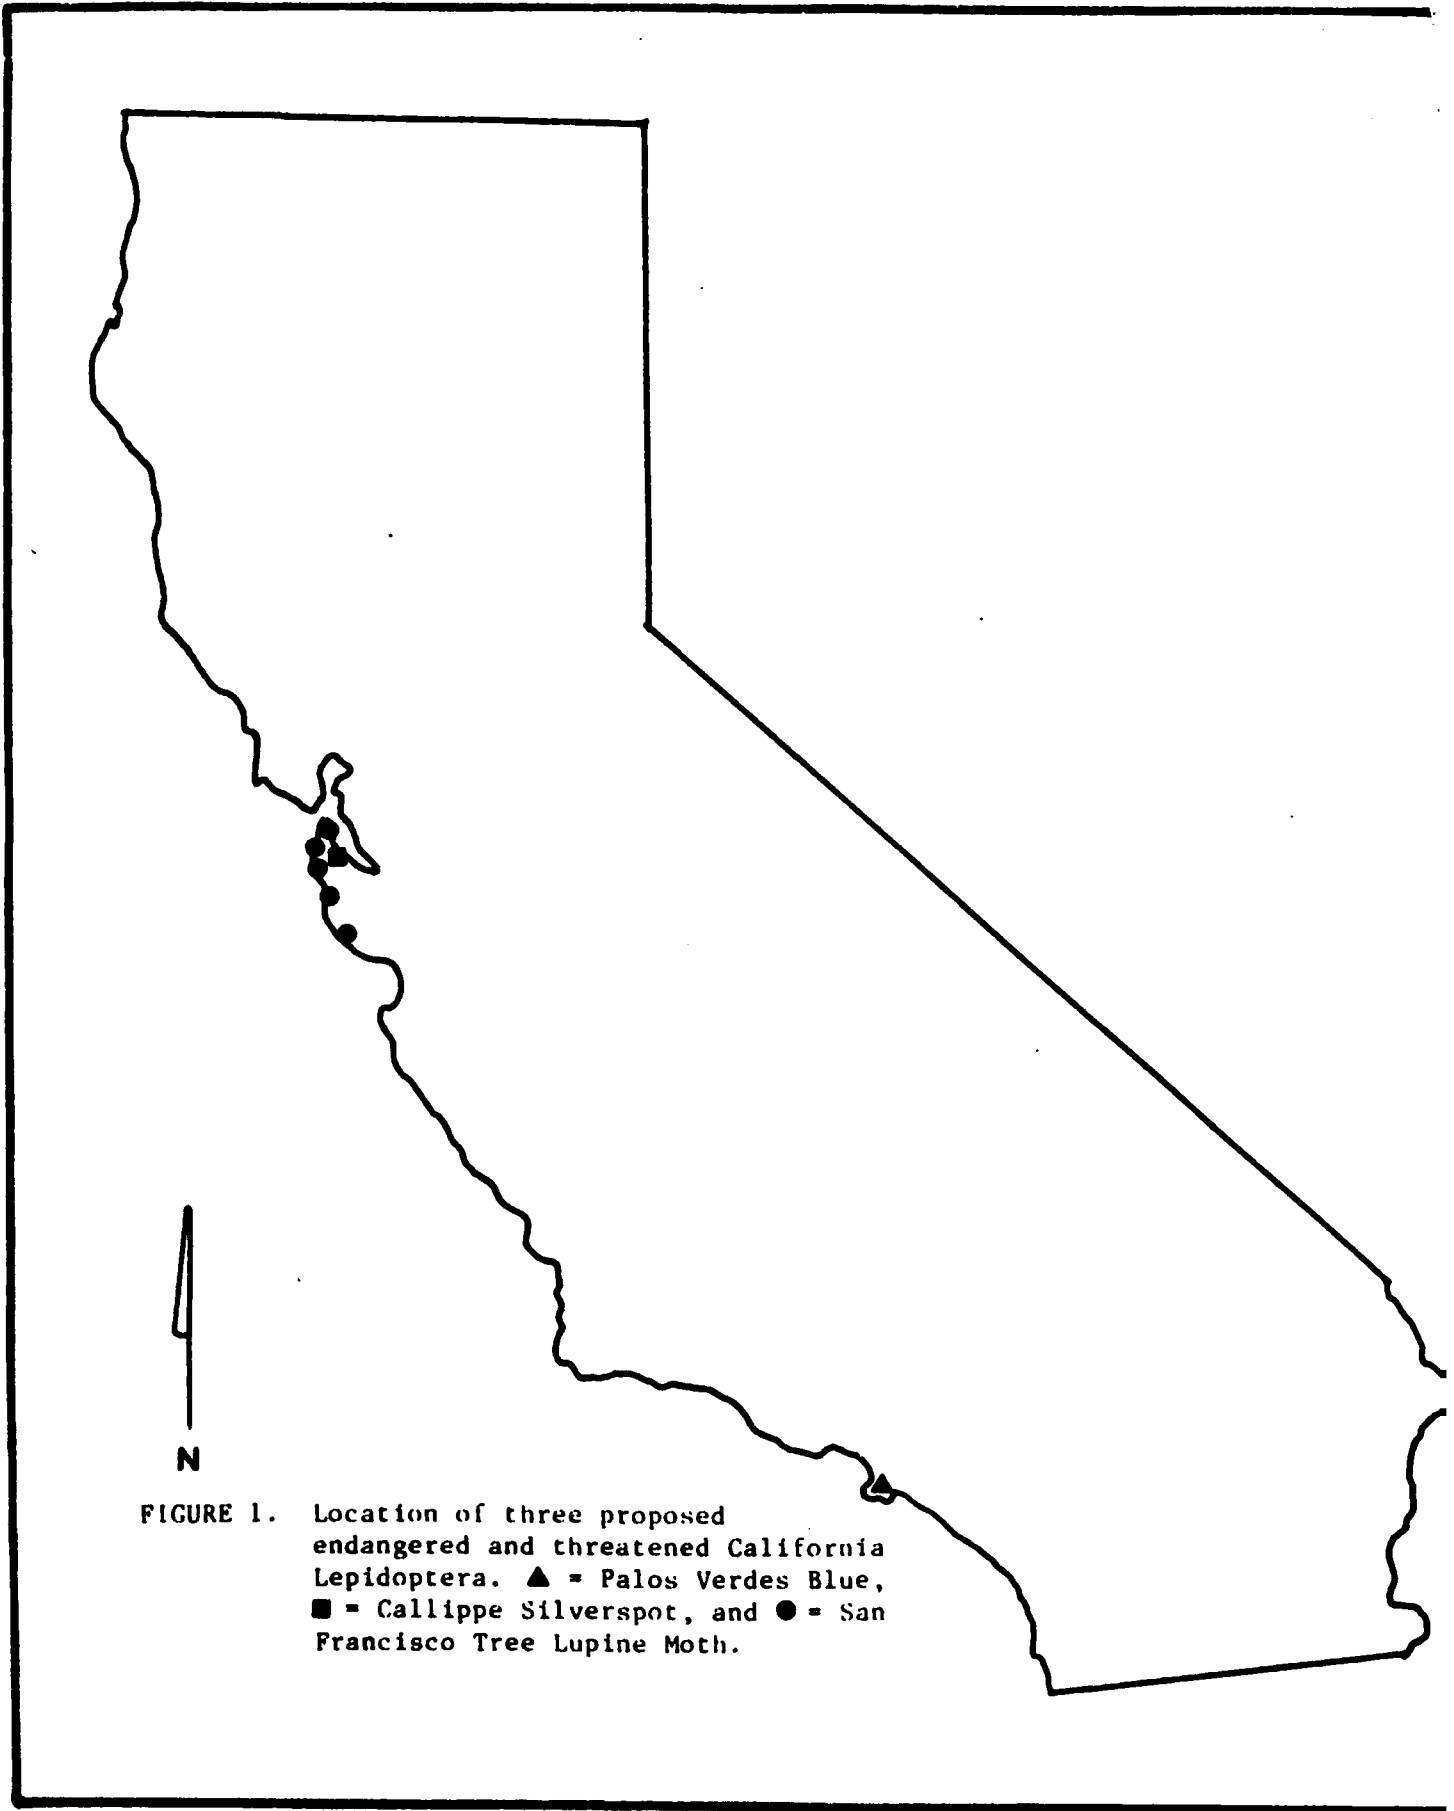 N
FIGURE 1. Location of three proposed
endangered and threatened California
Lepidoptera. ▲ = Palos Verdes Blue,
■ = Callippe Silverspot, and ● = San
Francisco Tree Lupine Moth.